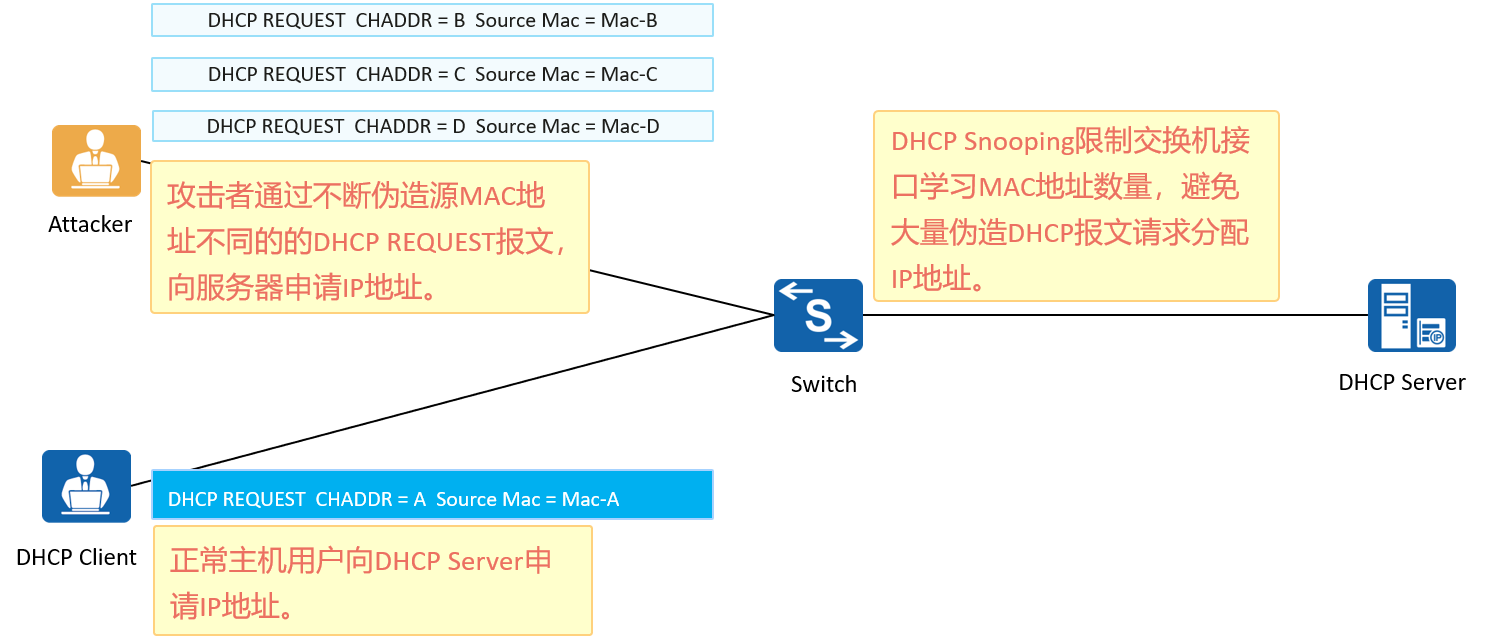 DHCP REQUEST CHADDR = B Source Mac = Mac-B
DHCP REQUEST CHADDR = C Source Mac = Mac-C
DHCP REQUEST CHADDR = D Source Mac = Mac-D
Attacker
攻击者通过不断伪造源MAC地
址不同的的DHCP REQUEST报文，
向服务器申请IP地址。
DHCP Snooping限制交换机接
口学习MAC地址数量，避免
大量伪造DHCP报文请求分配
IP地址。
S
Switch
IP
DHCP Server
DHCP REQUEST CHADDR = A Source Mac = Mac-A
DHCP Client
正常主机用户向DHCP Server申
请IP地址。